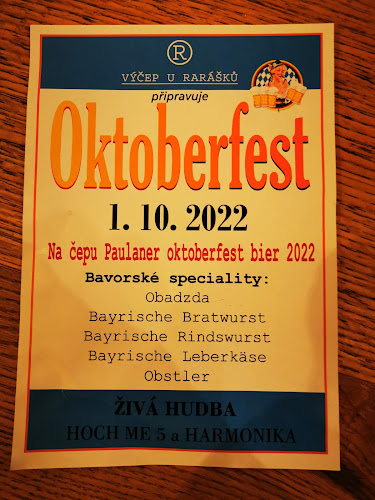 R
VÝČEP U RARÁŠKŮ
připravuje
Oktoberfest
1. 10. 2022
Na čepu Paulaner oktoberfest bier 2022
Bavorské speciality:
Obadzda
Bayrische Bratwurst
Bayrische Rindswurst
Bayrische Leberkäse
Obstler
ŽIVÁ HUDBA
HOCH ME 5 a HARMONIKA